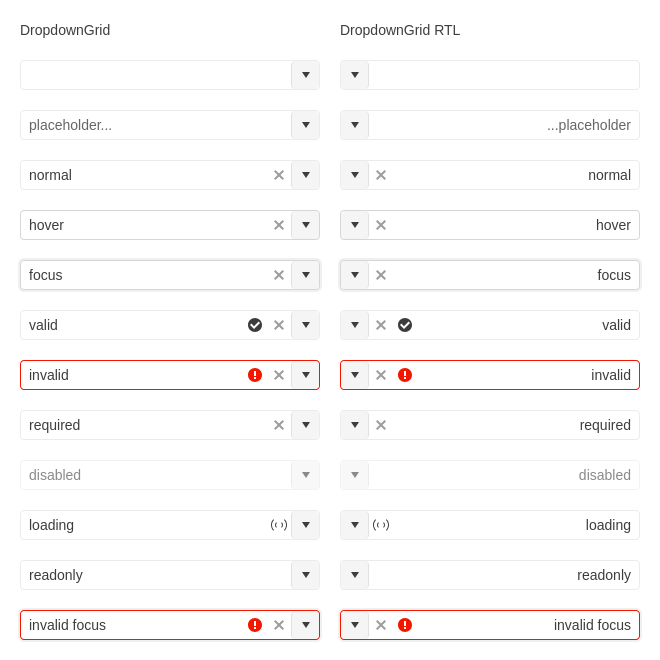 DropdownGrid
DropdownGrid RTL
placeholder...
...placeholder
normal
normal
hover
hover
focus
focus
valid
valid
invalid
invalid
required
required
disabled
disabled
loading
loading
readonly
readonly
invalid focus
invalid focus